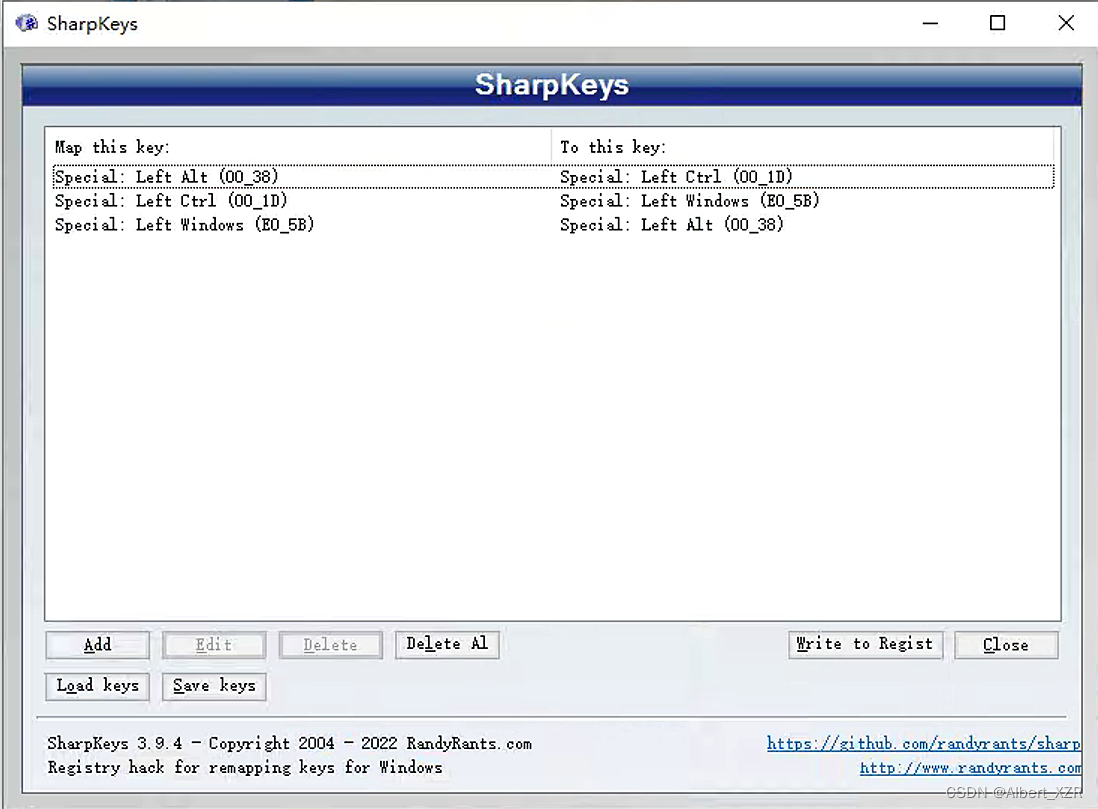 SharpKeys
SharpKeys
Map this key: To this key:
Special: Left Alt (00_38) Special: Left Ctrl (00_1D)
Special: Left Ctrl (00_1D) Special: Left Windows (E0_5B)
Special: Left Windows (E0_5B) Special: Left Alt (00_38)
Add Edit Delete Delete Al Write to Regist Close
Load keys Save keys
SharpKeys 3.9.4 - Copyright 2004 - 2022 RandyRants.com https://github.com/randyrants/sharp
Registry hack for remapping keys for Windows http://www.randyrants.com
CSDN @Albert_XZR